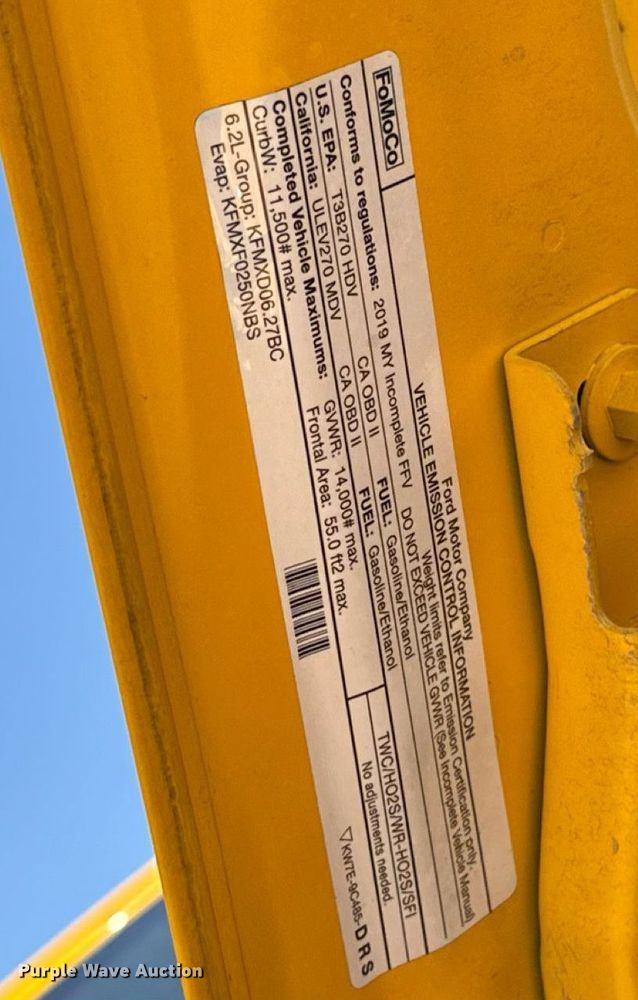 FoMoCo
Ford Motor Company
VEHICLE EMISSION CONTROL INFORMATION
Weight limits refer to Emission Certification only.
DO NOT EXCEED VEHICLE GVWR (See Incomplete Vehicle Manual)
Conforms to regulations: 2019 MY Incomplete FFV
U.S. EPA: T3B270 HDV CA OBD II FUEL: Gasoline/Ethanol
California: ULEV270 MDV CA OBD II FUEL: Gasoline/Ethanol
TWC/HO2S/WR-HO2S/SFI
No adjustments needed.
Completed Vehicle Maximums: GVWR: 14,000# max.
CurbW: 11,500# max. Frontal Area: 55.0 ft2 max.
6.2L-Group: KFMXD06.27BC
Evap: KFMXF0250NBS
▽KW7E-9C485-D R S
Purple Wave Auction